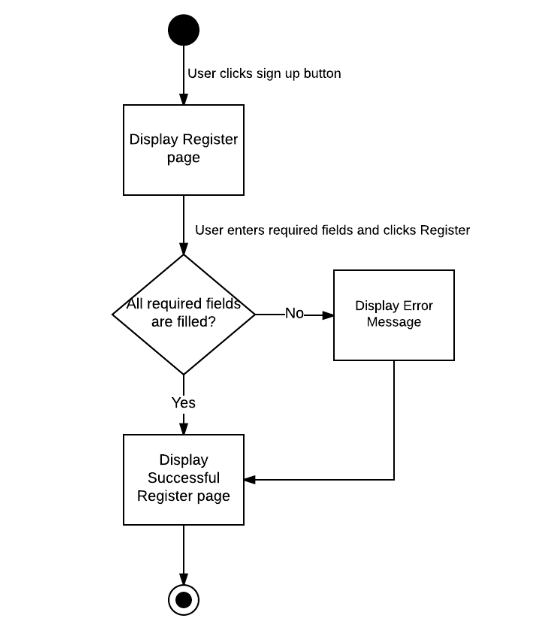 User clicks sign up button
Display Register
page
User enters required fields and clicks Register
All required fields
are filled?
No
Display Error
Message
Yes
Display
Successful
Register page